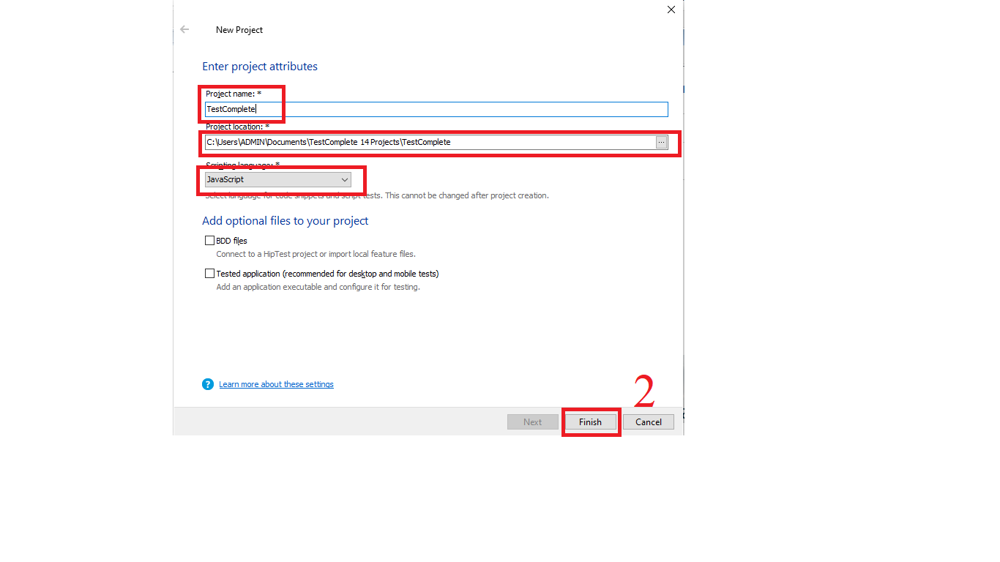 New Project
Enter project attributes
Project name: *
TestComplete
Project location: *
C:\Users\ADMIN\Documents\TestComplete 14 Projects\TestComplete
...
Scripting language: *
JavaScript
Select language for code snippets and script tests. This cannot be changed after project creation.
Add optional files to your project
BDD files
Connect to a HipTest project or import local feature files.
Tested application (recommended for desktop and mobile tests)
Add an application executable and configure it for testing.
? Learn more about these settings
2
Next Finish Cancel